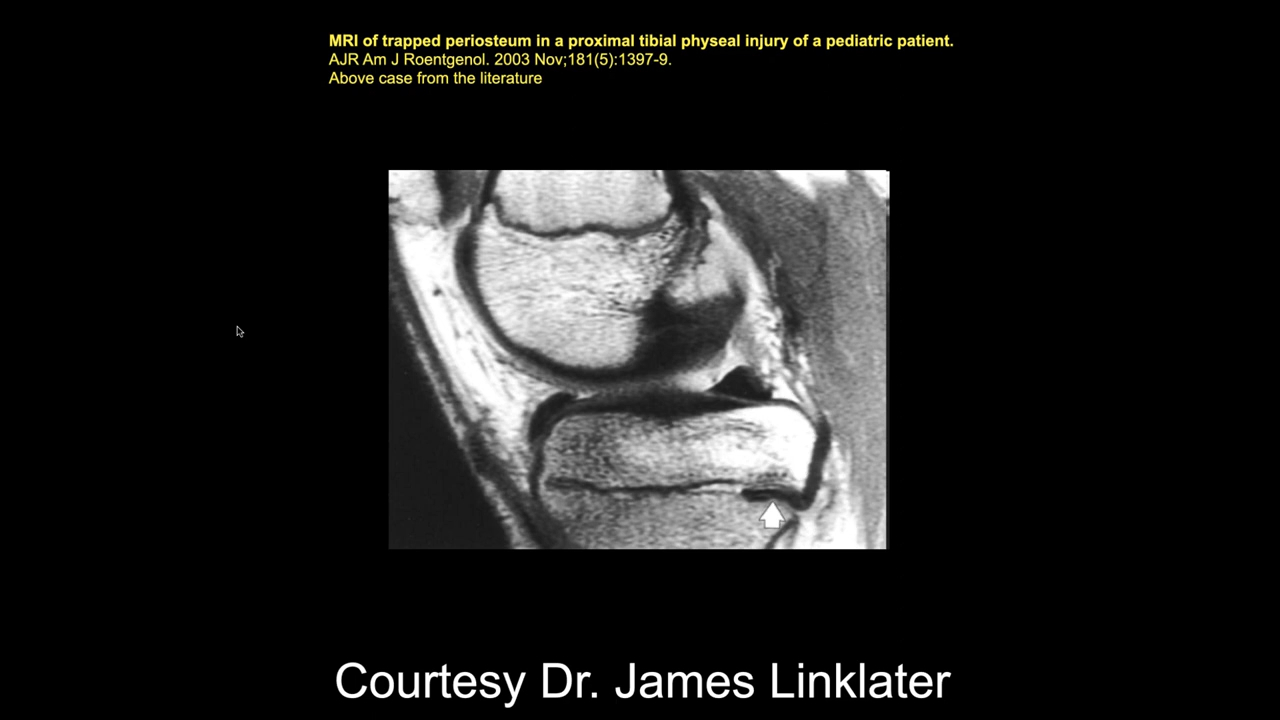 MRI of trapped periosteum in a proximal tibial physeal injury of a pediatric patient.
AJR Am J Roentgenol. 2003 Nov;181(5):1397-9.
Above case from the literature
Courtesy Dr. James Linklater